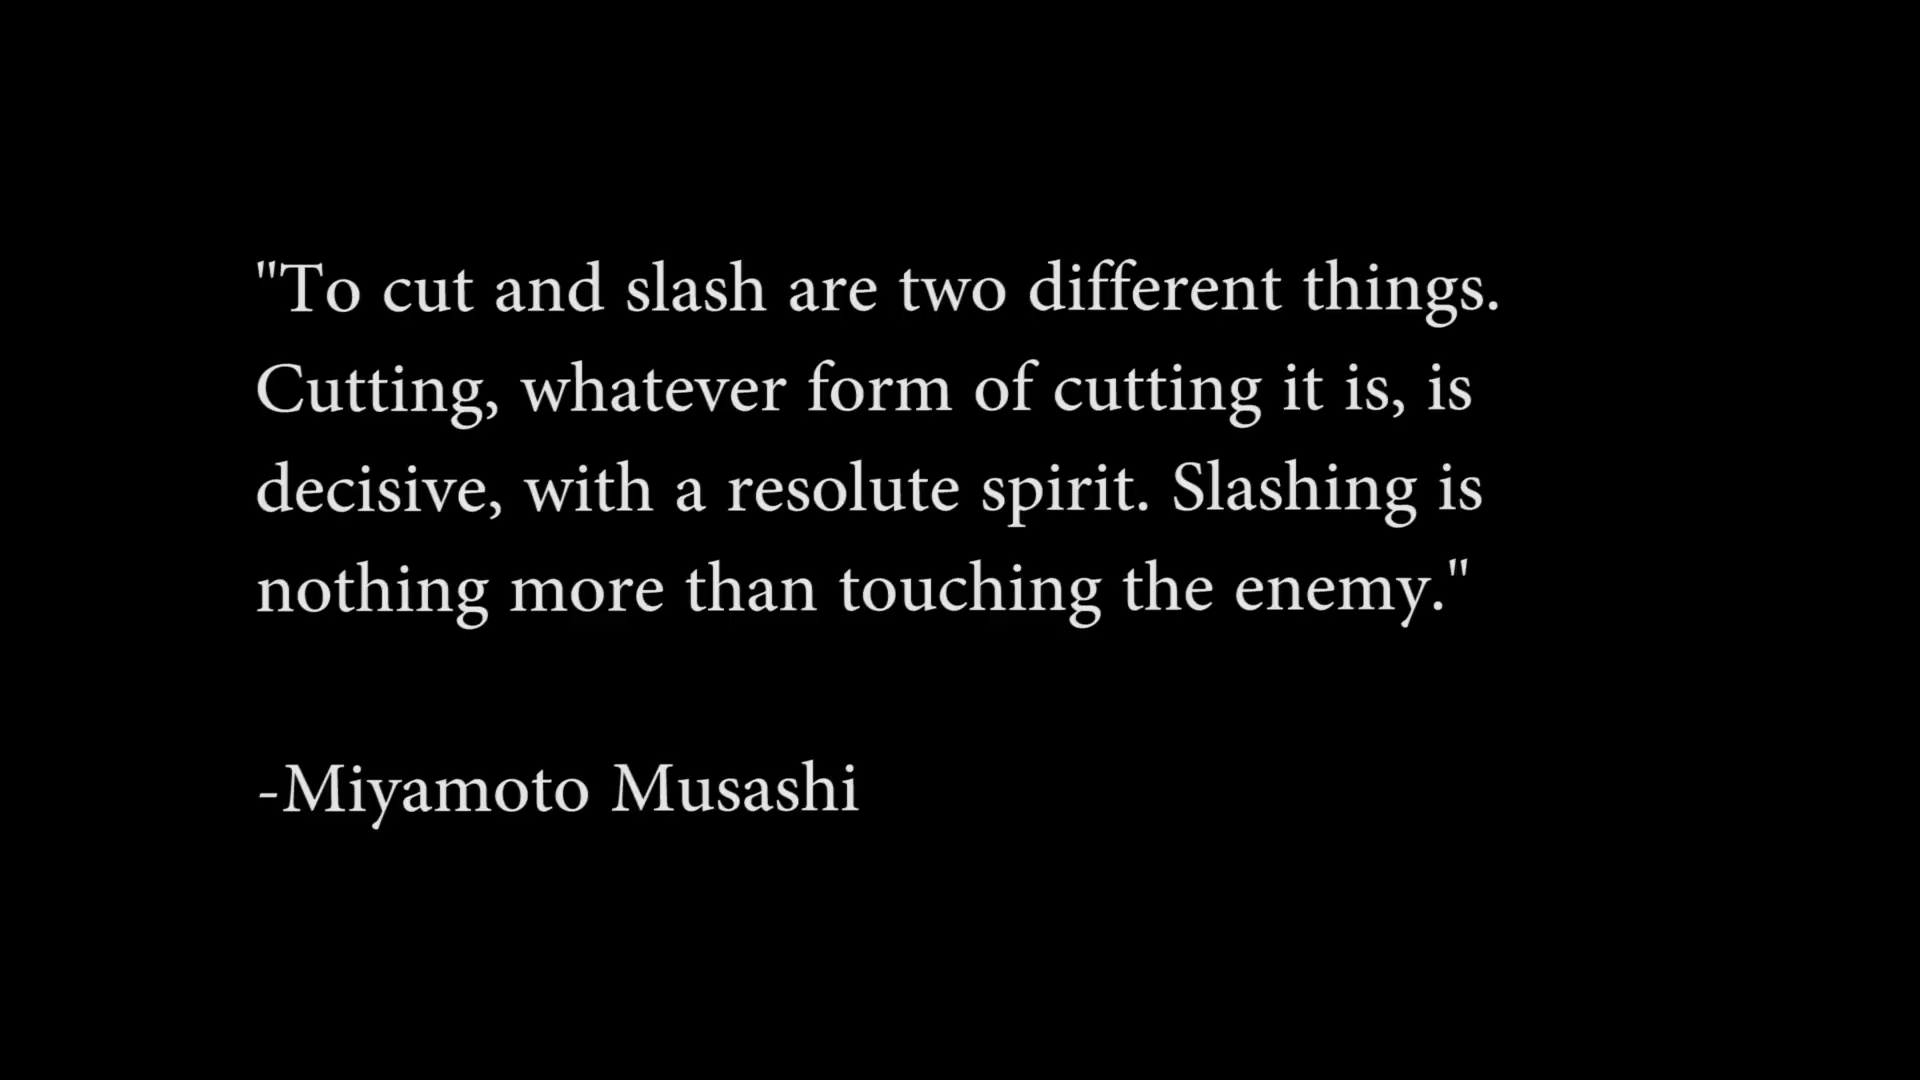 "To cut and slash are two different things.
Cutting, whatever form of cutting it is, is
decisive, with a resolute spirit. Slashing is
nothing more than touching the enemy."
-Miyamoto Musashi